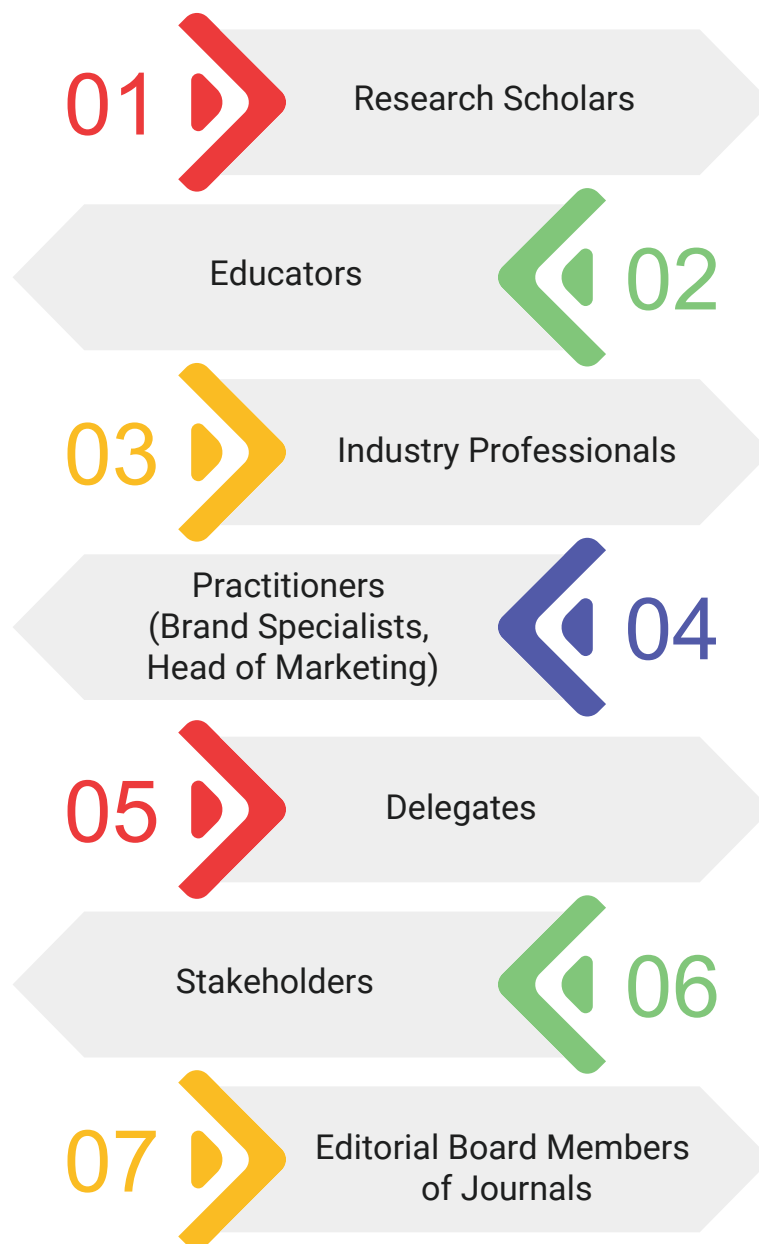 01
Research Scholars
Educators
02
03
Industry Professionals
Practitioners
(Brand Specialists,
Head of Marketing)
04
05
Delegates
Stakeholders
06
07
Editorial Board Members
of Journals